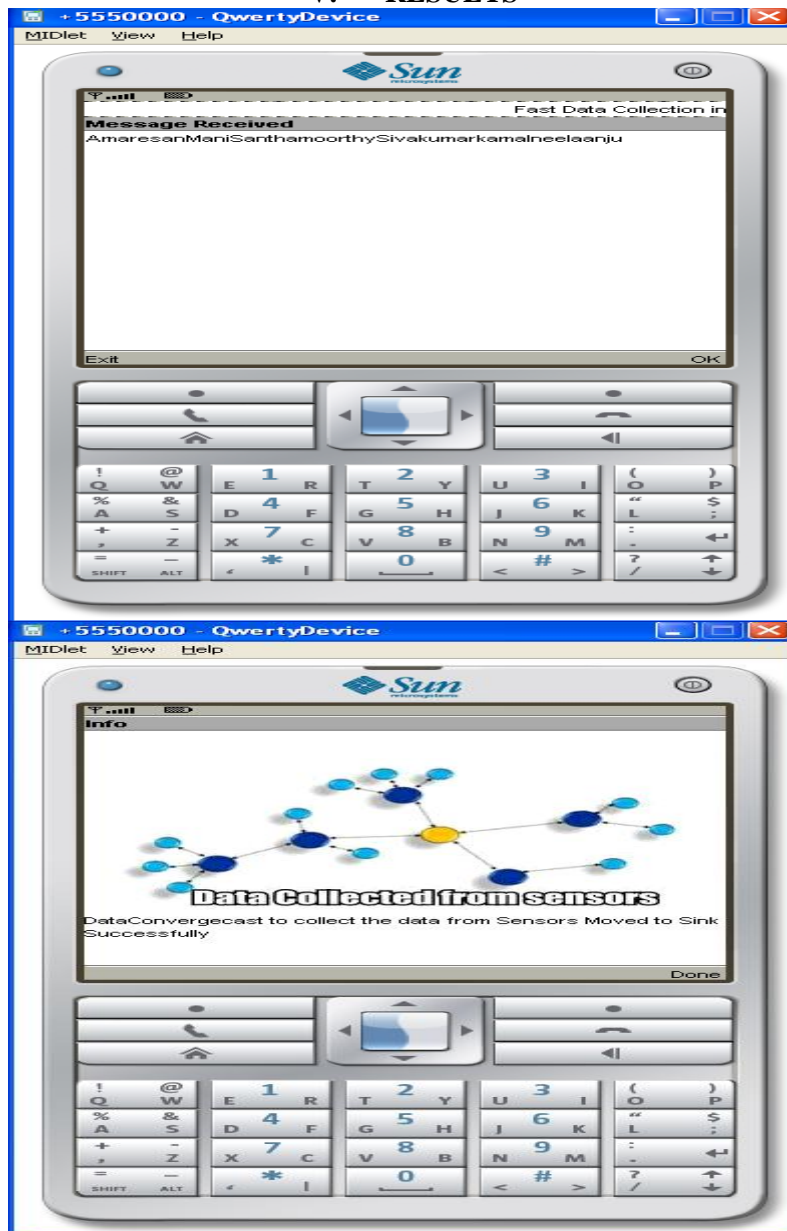 V. RESULTS
+5550000 - QwertyDevice
MIDlet View Help
Sun
microsystems
Fast Data Collection in
Message Received
AmaresanManiSanthamoorthySivakumarkamalneelaanju
Exit OK
! @ 1 2 3 ( )
Q W E R T Y U I O P
% & 4 5 6 “ $
A S D F G H J K L ;
+ - 7 8 9 :
, Z X C V B N M .
= _ * 0 # ?
SHIFT ALT ‘ | < > /
+5550000 - QwertyDevice
MIDlet View Help
Sun
microsystems
Info
Data Collected from sensors
DataConvergecast to collect the data from Sensors Moved to Sink
Successfully
Done
! @ 1 2 3 ( )
Q W E R T Y U I O P
% & 4 5 6 “ $
A S D F G H J K L ;
+ - 7 8 9 :
, Z X C V B N M .
= _ * 0 # ?
SHIFT ALT ‘ | < > /